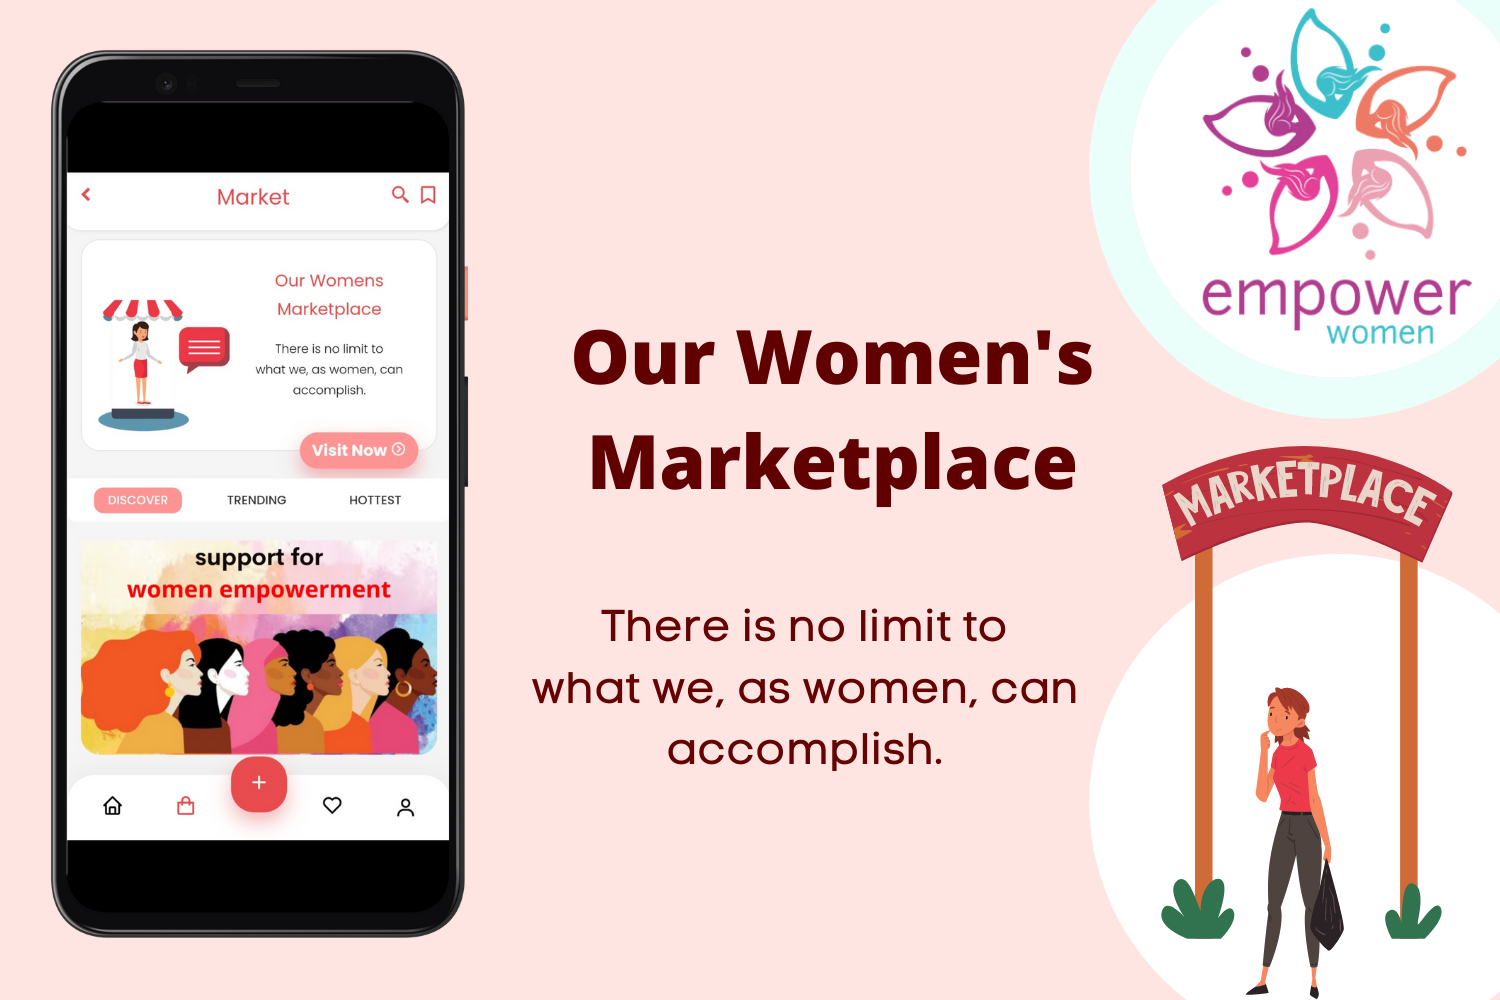 Market
Our Womens
Marketplace
There is no limit to
what we, as women, can
accomplish.
Visit Now
DISCOVER TRENDING HOTTEST
support for
women empowerment
Our Women's
Marketplace
There is no limit to
what we, as women, can
accomplish.
empower
women
MARKETPLACE